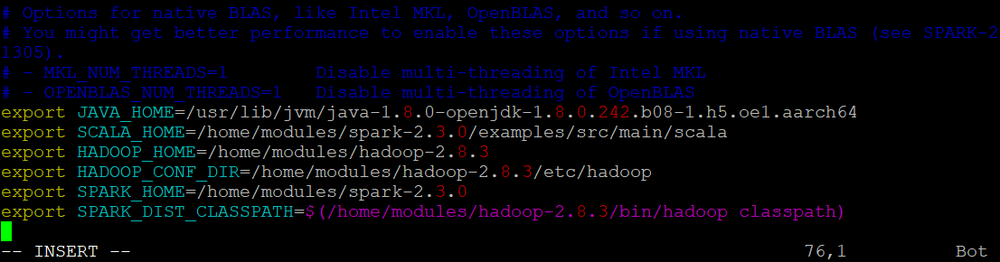 # Options for native BLAS, like Intel MKL, OpenBLAS, and so on.
# You might get better performance to enable these options if using native BLAS (see SPARK-2
1305).
# - MKL_NUM_THREADS=1        Disable multi-threading of Intel MKL
# - OPENBLAS_NUM_THREADS=1   Disable multi-threading of OpenBLAS
export JAVA_HOME=/usr/lib/jvm/java-1.8.0-openjdk-1.8.0.242.b08-1.h5.oe1.aarch64
export SCALA_HOME=/home/modules/spark-2.3.0/examples/src/main/scala
export HADOOP_HOME=/home/modules/hadoop-2.8.3
export HADOOP_CONF_DIR=/home/modules/hadoop-2.8.3/etc/hadoop
export SPARK_HOME=/home/modules/spark-2.3.0
export SPARK_DIST_CLASSPATH=$(/home/modules/hadoop-2.8.3/bin/hadoop classpath)
-- INSERT --                                                               76,1          Bot